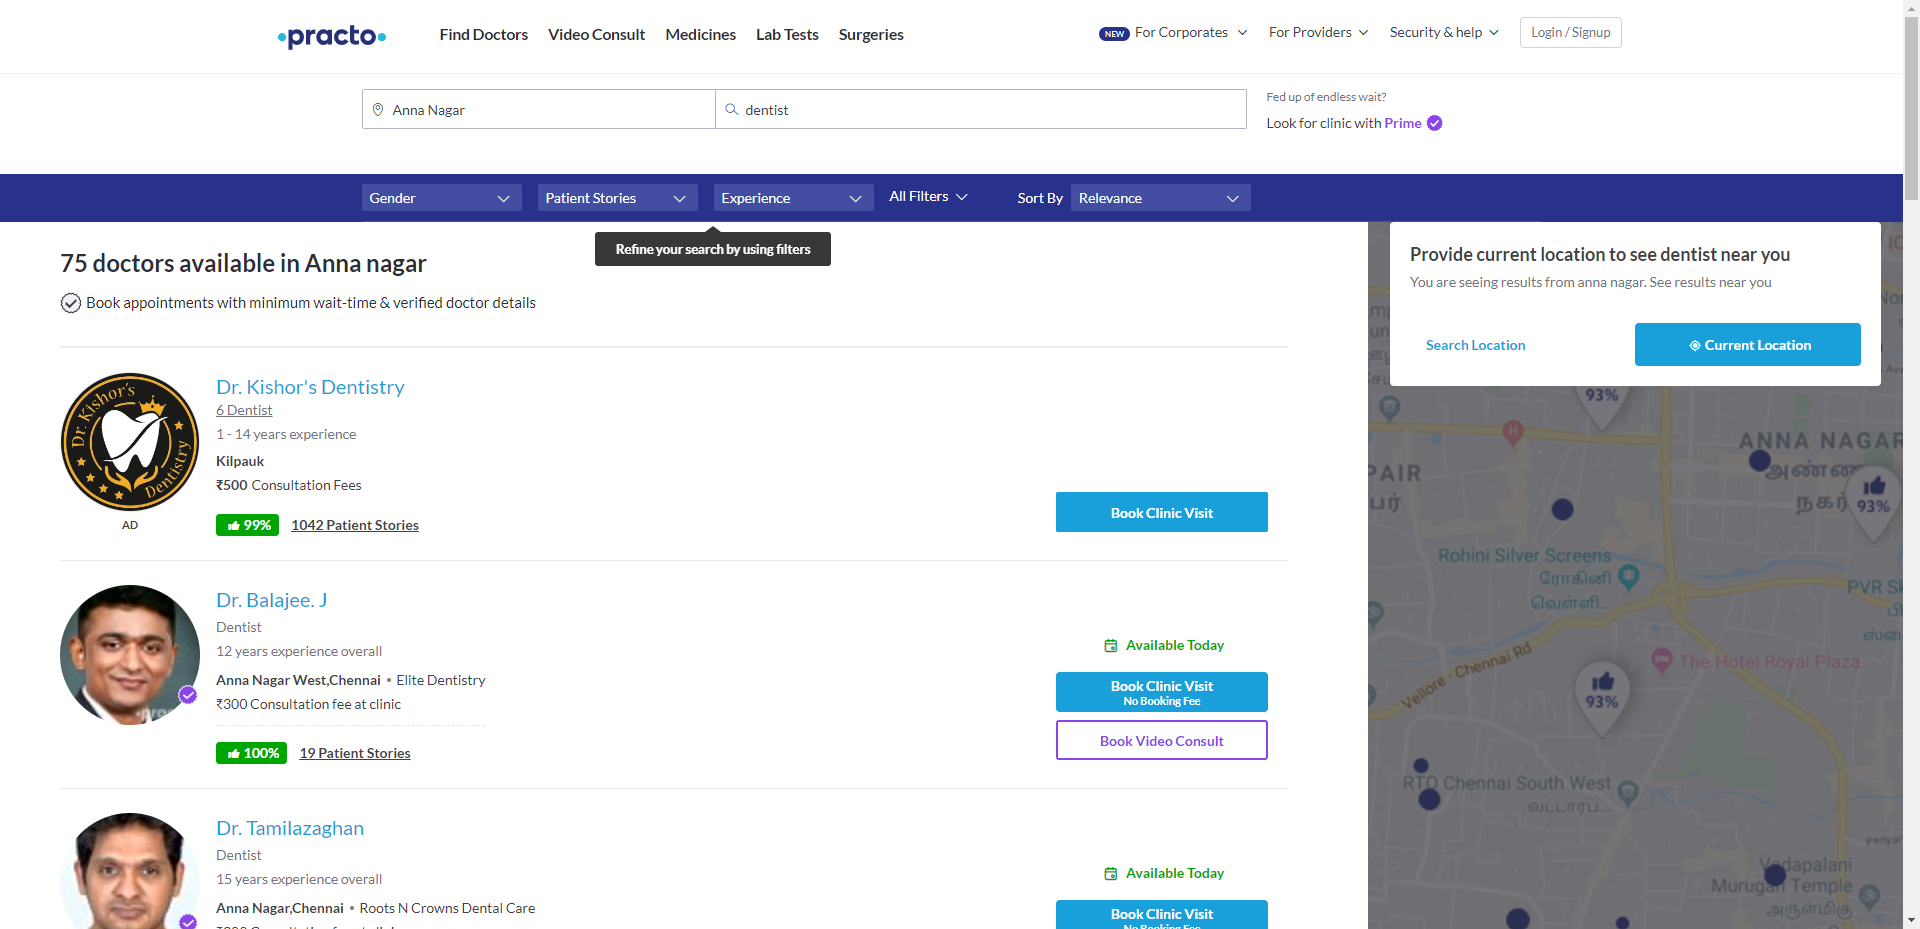 practo
Find Doctors
Video Consult
Medicines
Lab Tests
Surgeries
NEW For Corporates
For Providers
Security & help
Login / Signup
Anna Nagar
dentist
Fed up of endless wait?
Look for clinic with Prime
Gender
Patient Stories
Experience
All Filters
Sort By
Relevance
Refine your search by using filters
75 doctors available in Anna nagar
Book appointments with minimum wait-time & verified doctor details
Dr. Kishor's Dentistry
AD
Dr. Kishor's Dentistry
6 Dentist
1 - 14 years experience
Kilpauk
₹500 Consultation Fees
99%
1042 Patient Stories
Book Clinic Visit
Dr. Balajee. J
Dentist
12 years experience overall
Anna Nagar West,Chennai • Elite Dentistry
₹300 Consultation fee at clinic
100%
19 Patient Stories
Available Today
Book Clinic Visit
No Booking Fee
Book Video Consult
Dr. Tamilazaghan
Dentist
15 years experience overall
Anna Nagar,Chennai • Roots N Crowns Dental Care
Available Today
Book Clinic Visit
No Booking Fee
Provide current location to see dentist near you
You are seeing results from anna nagar. See results near you
Search Location
Current Location
93%
ANNA NAGAR
நகர்
93%
Rohini Silver Screens
ரோகினி
வெள்ளி...
PVR
Vellore - Chennai Rd
The Hotel Royal Plaza
93%
RTO Chennai South West
வட்டாரப்...
Vadapalani
Murugan Temple
அருள்மிகு